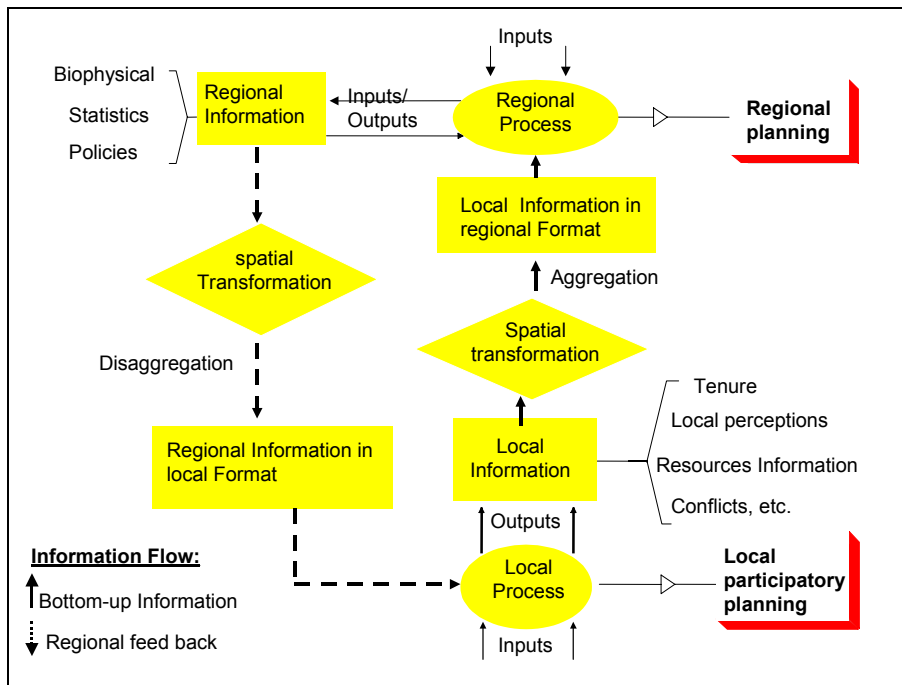 Inputs
Biophysical
Statistics
Policies
Regional
Information
Inputs/
Outputs
Regional
Process
Regional
planning
Local Information in
regional Format
spatial
Transformation
Aggregation
Disaggregation
Spatial
transformation
Regional Information in
local Format
Local
Information
Tenure
Local perceptions
Resources Information
Conflicts, etc.
Outputs
Information Flow:
Bottom-up Information
Regional feed back
Local
Process
Local
participatory
planning
Inputs